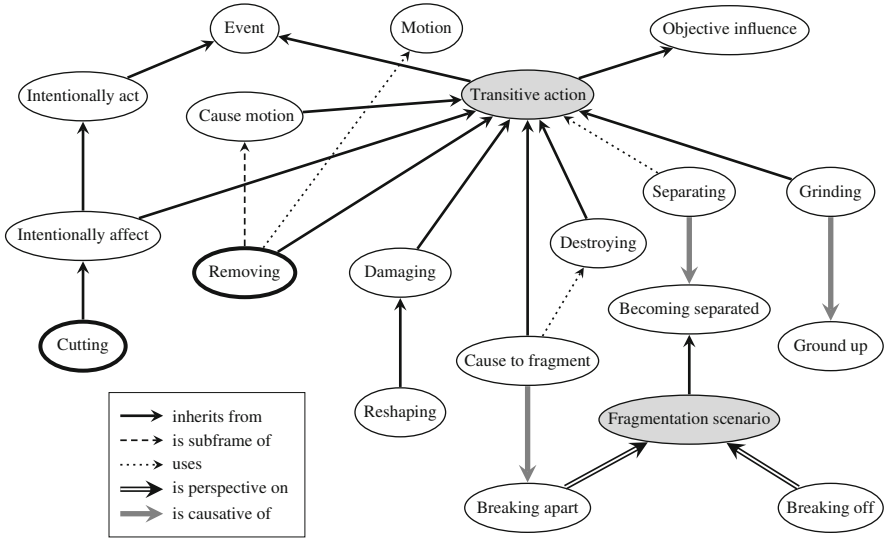 Event
Motion
Objective influence
Intentionally act
Transitive action
Cause motion
Separating
Grinding
Intentionally affect
Destroying
Removing
Damaging
Becoming separated
Cutting
Ground up
Cause to fragment
Reshaping
Fragmentation scenario
inherits from
is subframe of
uses
is perspective on
is causative of
Breaking apart
Breaking off